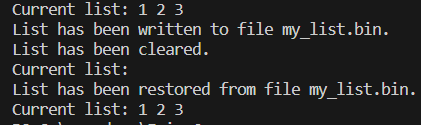 Current list: 1 2 3
List has been written to file my_list.bin.
List has been cleared.
Current list:
List has been restored from file my_list.bin.
Current list: 1 2 3